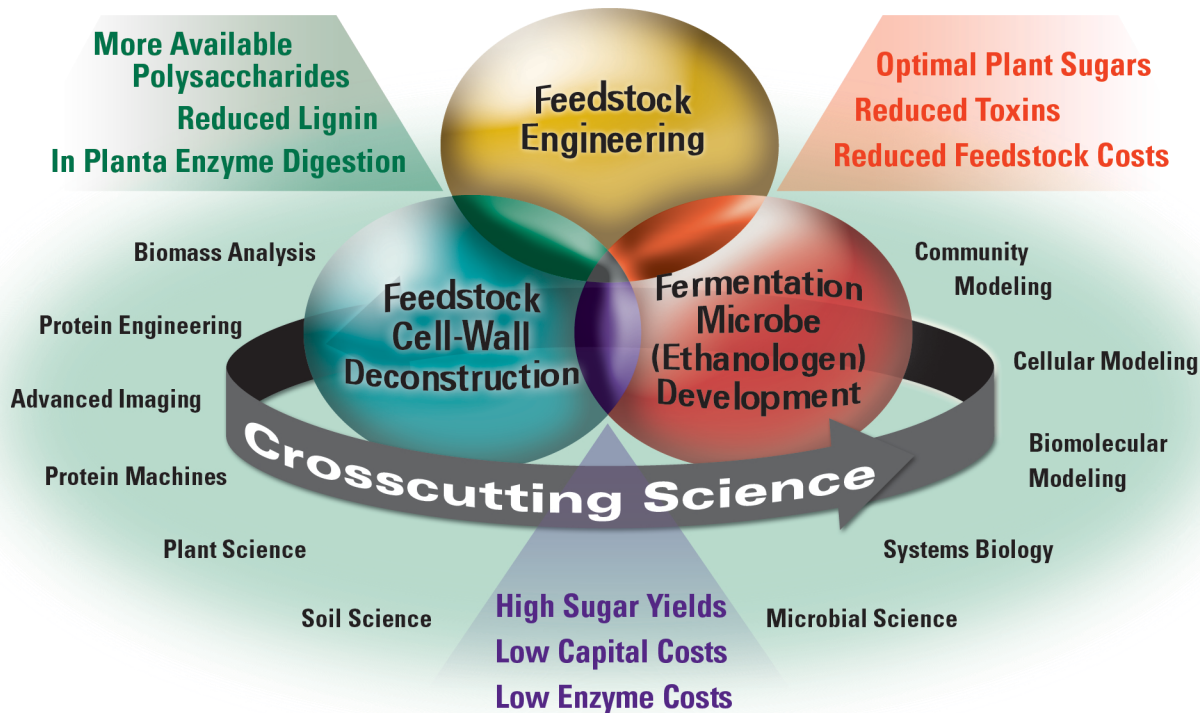 More Available
Polysaccharides
Reduced Lignin
In Planta Enzyme Digestion
Feedstock
Engineering
Optimal Plant Sugars
Reduced Toxins
Reduced Feedstock Costs
Biomass Analysis
Protein Engineering
Advanced Imaging
Protein Machines
Plant Science
Soil Science
Feedstock
Cell-Wall
Deconstruction
Fermentation
Microbe
(Ethanologen)
Development
Community
Modeling
Cellular Modeling
Biomolecular
Modeling
Systems Biology
Microbial Science
Crosscutting Science
High Sugar Yields
Low Capital Costs
Low Enzyme Costs